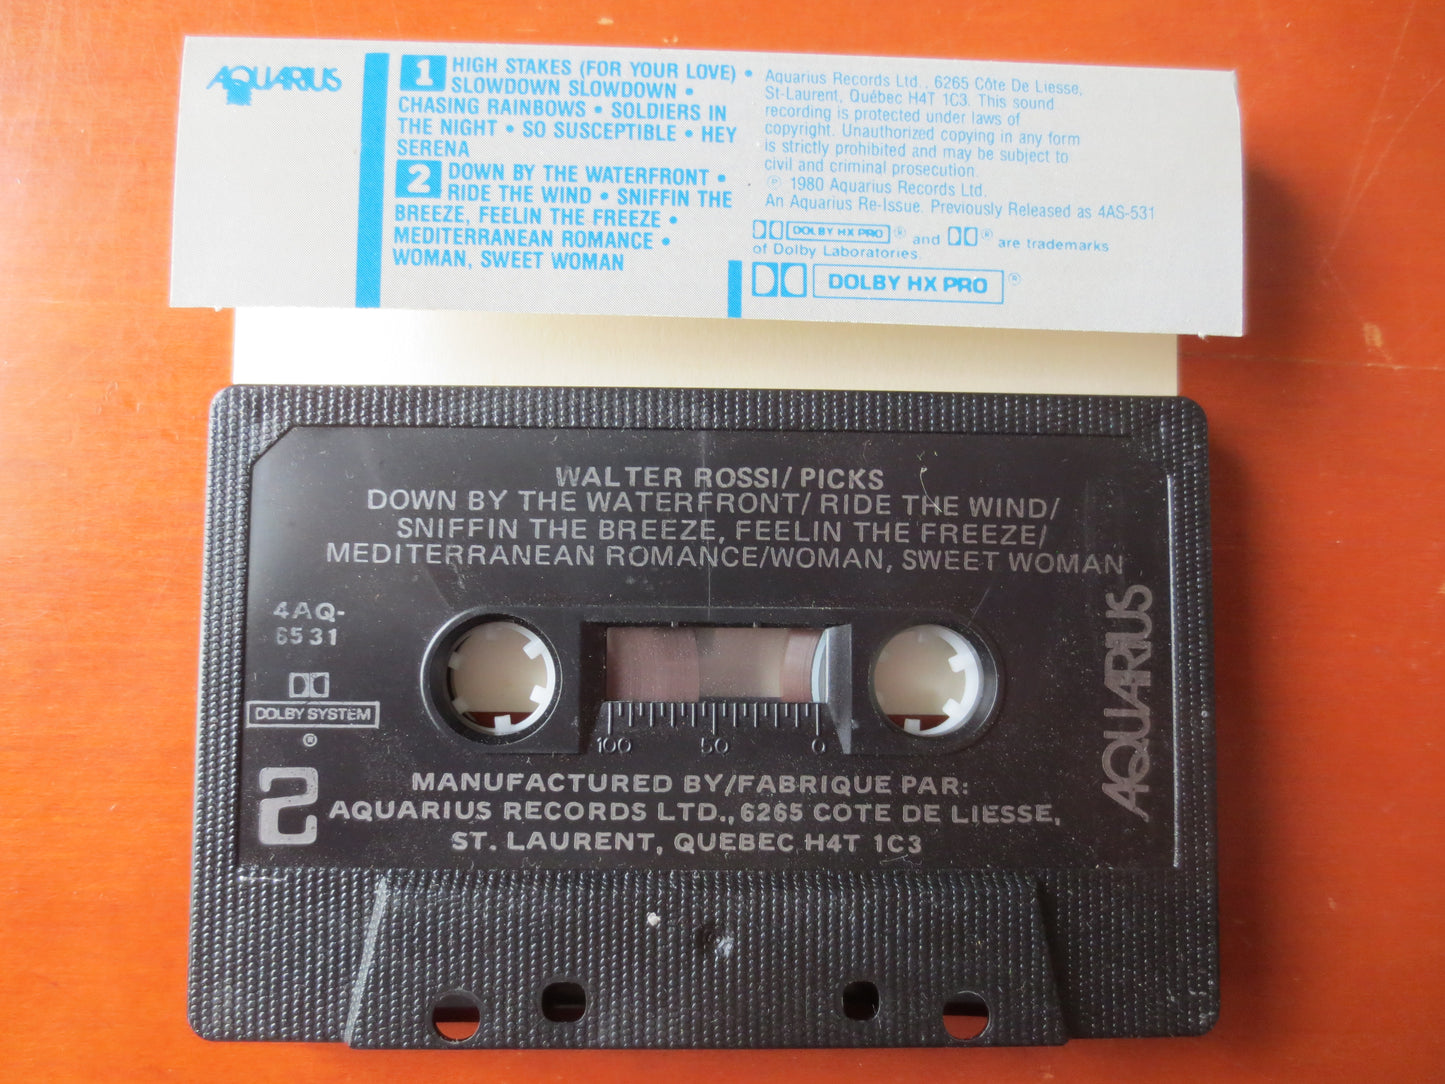 AQUARIUS
1 HIGH STAKES (FOR YOUR LOVE) •
SLOWDOWN SLOWDOWN •
CHASING RAINBOWS • SOLDIERS IN
THE NIGHT • SO SUSCEPTIBLE • HEY
SERENA
2 DOWN BY THE WATERFRONT •
RIDE THE WIND • SNIFFIN THE
BREEZE, FEELIN THE FREEZE •
MEDITERRANEAN ROMANCE •
WOMAN, SWEET WOMAN
Aquarius Records Ltd., 6265 Côte De Liesse,
St-Laurent, Québec H4T 1C3. This sound
recording is protected under laws of
copyright. Unauthorized copying in any form
is strictly prohibited and may be subject to
civil and criminal prosecution.
℗ 1980 Aquarius Records Ltd.
An Aquarius Re-Issue. Previously Released as 4AS-531
DOLBY HX PRO ® and ® are trademarks
of Dolby Laboratories.
DOLBY HX PRO ®
WALTER ROSSI/ PICKS
DOWN BY THE WATERFRONT/ RIDE THE WIND/
SNIFFIN THE BREEZE, FEELIN THE FREEZE/
MEDITERRANEAN ROMANCE/WOMAN, SWEET WOMAN
4AQ-
6531
DOLBY SYSTEM
®
2
100 50 0
AQUARIUS
MANUFACTURED BY/FABRIQUE PAR:
AQUARIUS RECORDS LTD., 6265 COTE DE LIESSE,
ST. LAURENT, QUEBEC H4T 1C3